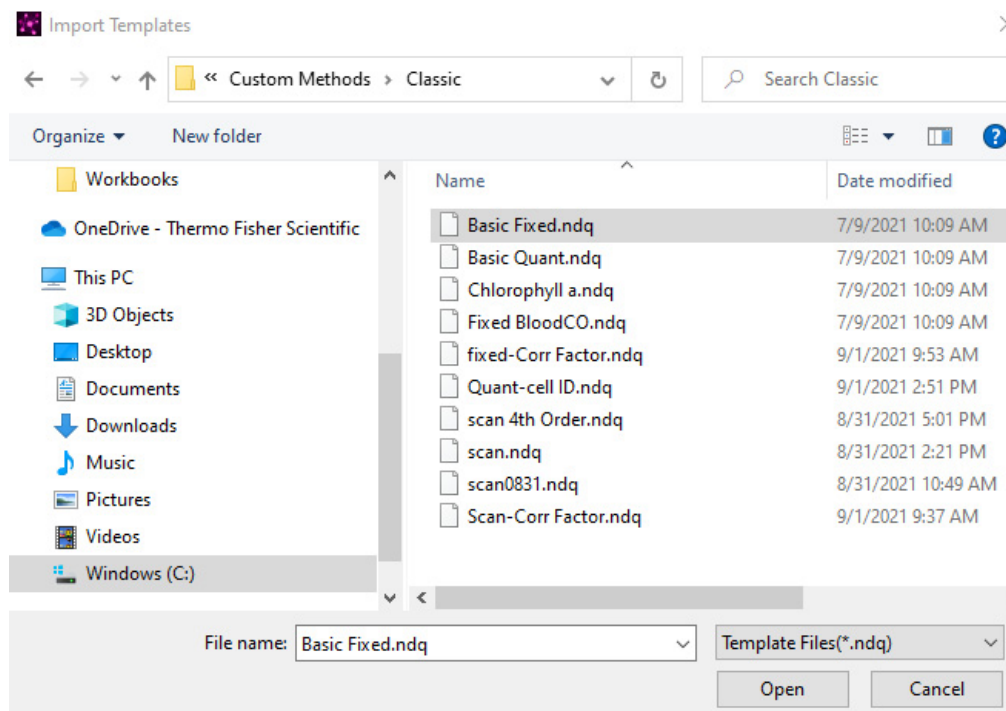 Import Templates
« Custom Methods > Classic
Search Classic
Organize New folder
?
Workbooks
OneDrive - Thermo Fisher Scientific
This PC
3D Objects
Desktop
Documents
Downloads
Music
Pictures
Videos
Windows (C:)
Name Date modified
Basic Fixed.ndq 7/9/2021 10:09 AM
Basic Quant.ndq 7/9/2021 10:09 AM
Chlorophyll a.ndq 7/9/2021 10:09 AM
Fixed BloodCO.ndq 7/9/2021 10:09 AM
fixed-Corr Factor.ndq 9/1/2021 9:53 AM
Quant-cell ID.ndq 9/1/2021 2:51 PM
scan 4th Order.ndq 8/31/2021 5:01 PM
scan.ndq 8/31/2021 2:21 PM
scan0831.ndq 8/31/2021 10:49 AM
Scan-Corr Factor.ndq 9/1/2021 9:37 AM
File name: Basic Fixed.ndq Template Files(*.ndq)
Open Cancel